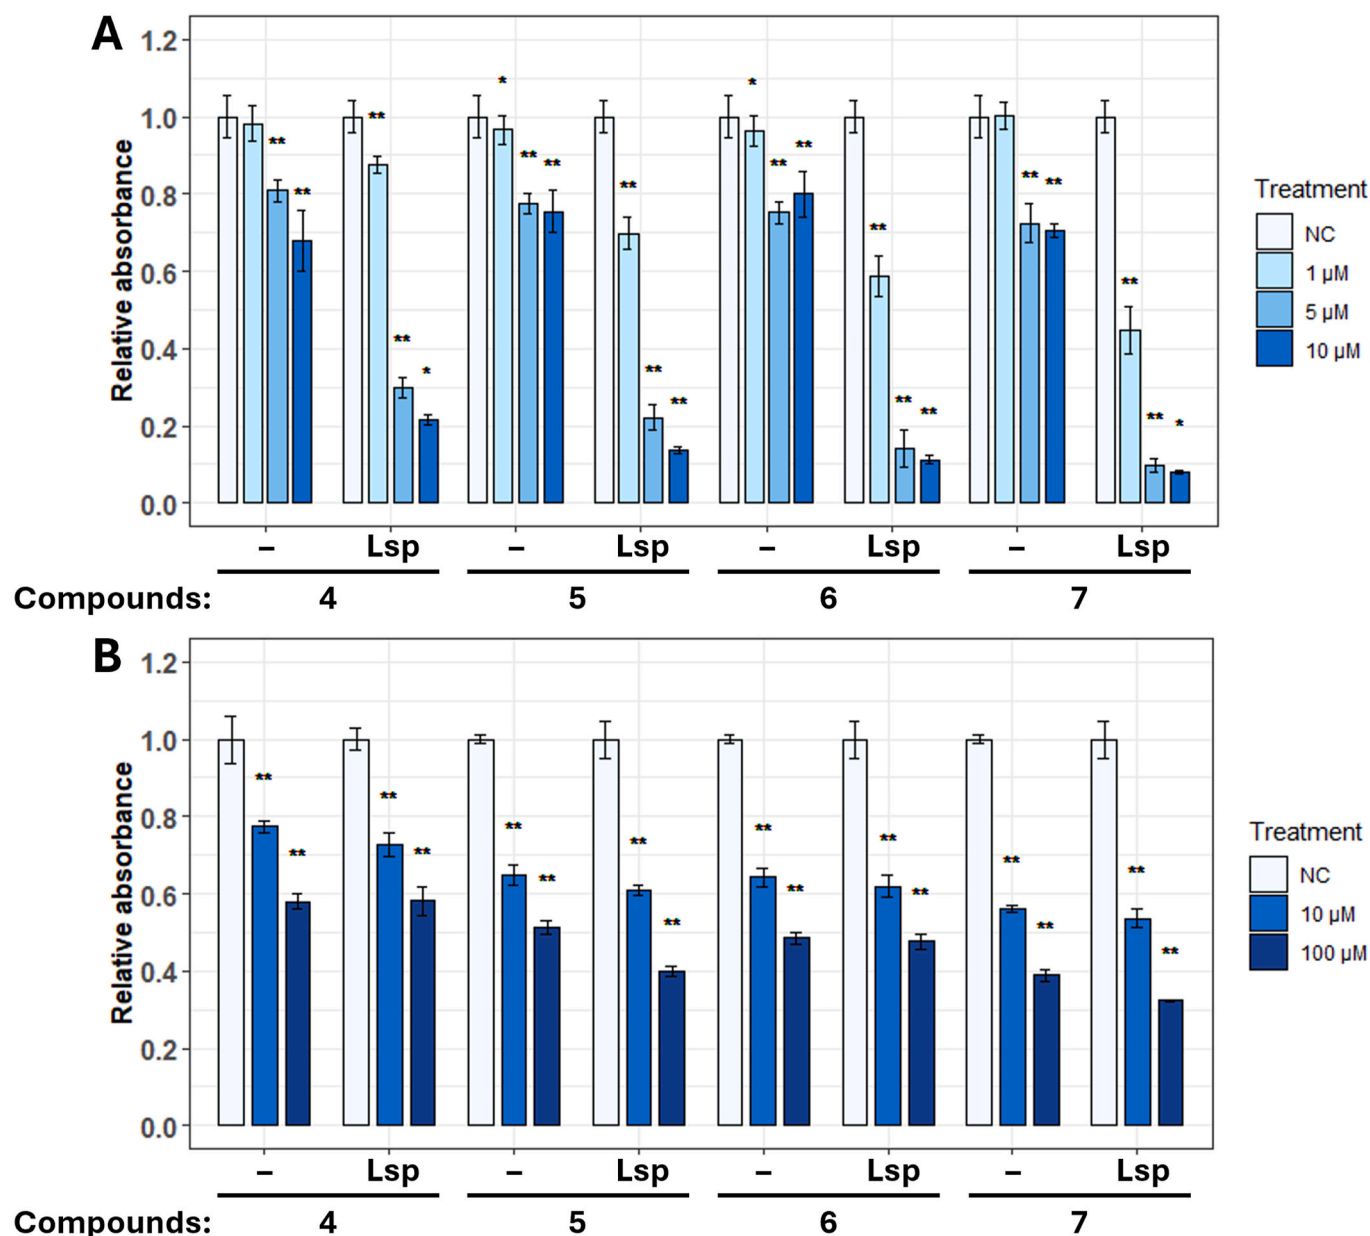 A
1.2
1.0
0.8
0.6
0.4
0.2
0.0
Relative absorbance
* *
** ** ** ** ** ** ** ** ** **
** ** ** **
** * ** ** ** ** ** *
Treatment
NC
1 µM
5 µM
10 µM
– Lsp – Lsp – Lsp – Lsp
Compounds: 4 5 6 7
B
1.2
1.0
0.8
0.6
0.4
0.2
0.0
Relative absorbance
** ** ** ** ** ** ** **
** ** ** ** ** ** ** **
Treatment
NC
10 µM
100 µM
– Lsp – Lsp – Lsp – Lsp
Compounds: 4 5 6 7